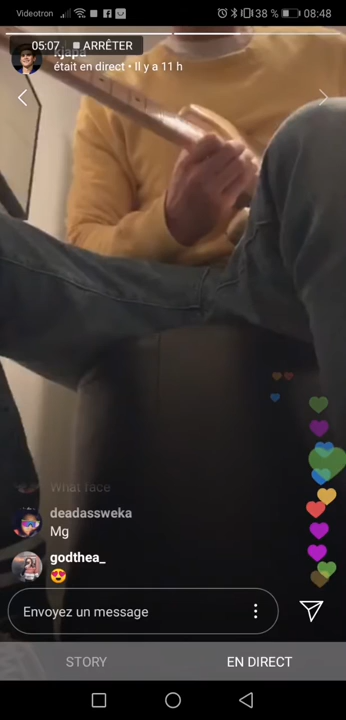 Videotron
38 % 08:48
05:07 ARRÊTER
kjapa
était en direct • Il y a 11 h
What face
deadassweka
Mg
godthea_
Envoyez un message
STORY
EN DIRECT